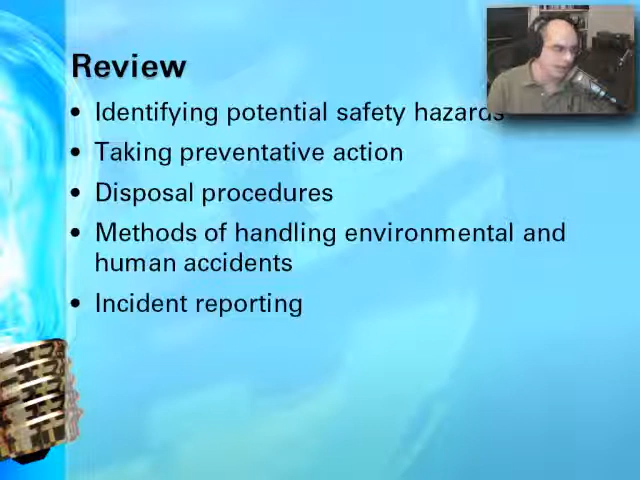 Review
• Identifying potential safety hazards
• Taking preventative action
• Disposal procedures
• Methods of handling environmental and
human accidents
• Incident reporting